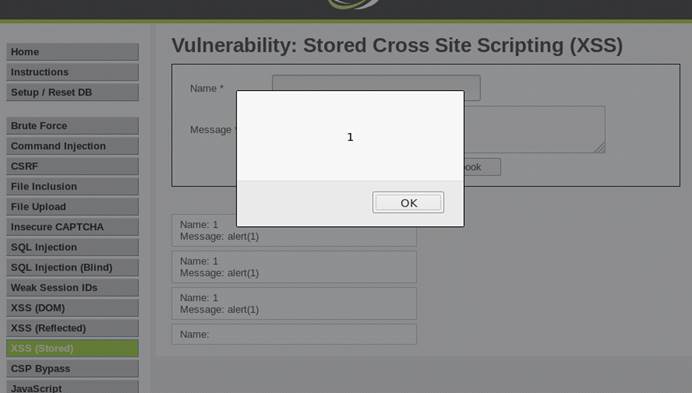 Vulnerability: Stored Cross Site Scripting (XSS)
Home
Instructions
Setup / Reset DB
Brute Force
Command Injection
CSRF
File Inclusion
File Upload
Insecure CAPTCHA
SQL Injection
SQL Injection (Blind)
Weak Session IDs
XSS (DOM)
XSS (Reflected)
XSS (Stored)
CSP Bypass
JavaScript
Name *
Message *
1
OK
Name: 1
Message: alert(1)
Name: 1
Message: alert(1)
Name: 1
Message: alert(1)
Name: